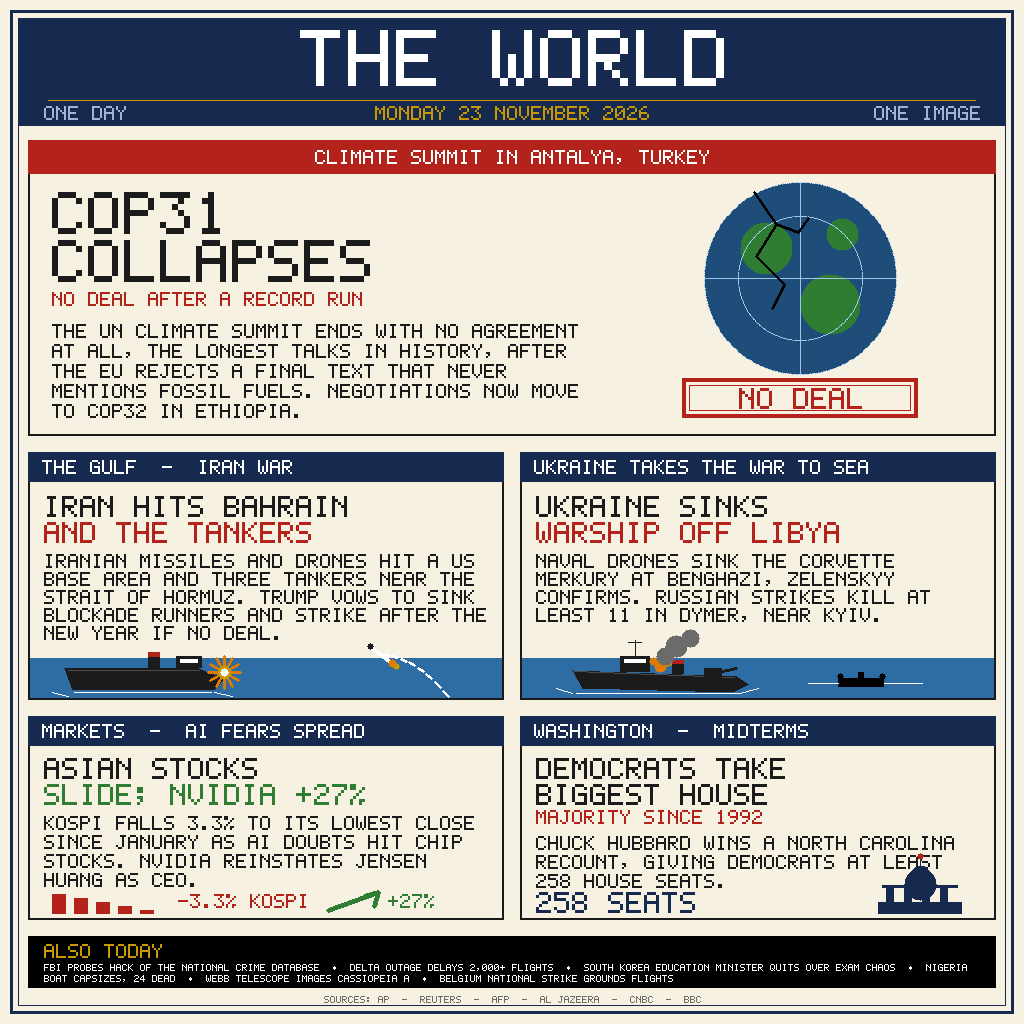 THE WORLD
ONE DAY
MONDAY 23 NOVEMBER 2026
ONE IMAGE
CLIMATE SUMMIT IN ANTALYA, TURKEY
COP31
COLLAPSES
NO DEAL AFTER A RECORD RUN
THE UN CLIMATE SUMMIT ENDS WITH NO AGREEMENT
AT ALL, THE LONGEST TALKS IN HISTORY, AFTER
THE EU REJECTS A FINAL TEXT THAT NEVER
MENTIONS FOSSIL FUELS. NEGOTIATIONS NOW MOVE
TO COP32 IN ETHIOPIA.
NO DEAL
THE GULF - IRAN WAR
IRAN HITS BAHRAIN
AND THE TANKERS
IRANIAN MISSILES AND DRONES HIT A US
BASE AREA AND THREE TANKERS NEAR THE
STRAIT OF HORMUZ. TRUMP VOWS TO SINK
BLOCKADE RUNNERS AND STRIKE AFTER THE
NEW YEAR IF NO DEAL.
UKRAINE TAKES THE WAR TO SEA
UKRAINE SINKS
WARSHIP OFF LIBYA
NAVAL DRONES SINK THE CORVETTE
MERKURY AT BENGHAZI, ZELENSKYY
CONFIRMS. RUSSIAN STRIKES KILL AT
LEAST 11 IN DYMER, NEAR KYIV.
MARKETS - AI FEARS SPREAD
ASIAN STOCKS
SLIDE; NVIDIA +27%
KOSPI FALLS 3.3% TO ITS LOWEST CLOSE
SINCE JANUARY AS AI DOUBTS HIT CHIP
STOCKS. NVIDIA REINSTATES JENSEN
HUANG AS CEO.
-3.3% KOSPI
+27%
WASHINGTON - MIDTERMS
DEMOCRATS TAKE
BIGGEST HOUSE
MAJORITY SINCE 1992
CHUCK HUBBARD WINS A NORTH CAROLINA
RECOUNT, GIVING DEMOCRATS AT LEAST
258 HOUSE SEATS.
258 SEATS
ALSO TODAY
FBI PROBES HACK OF THE NATIONAL CRIME DATABASE • DELTA OUTAGE DELAYS 2,000+ FLIGHTS • SOUTH KOREA EDUCATION MINISTER QUITS OVER EXAM CHAOS • NIGERIA
BOAT CAPSIZES, 24 DEAD • WEBB TELESCOPE IMAGES CASSIOPEIA A • BELGIUM NATIONAL STRIKE GROUNDS FLIGHTS
SOURCES: AP - REUTERS - AFP - AL JAZEERA - CNBC - BBC